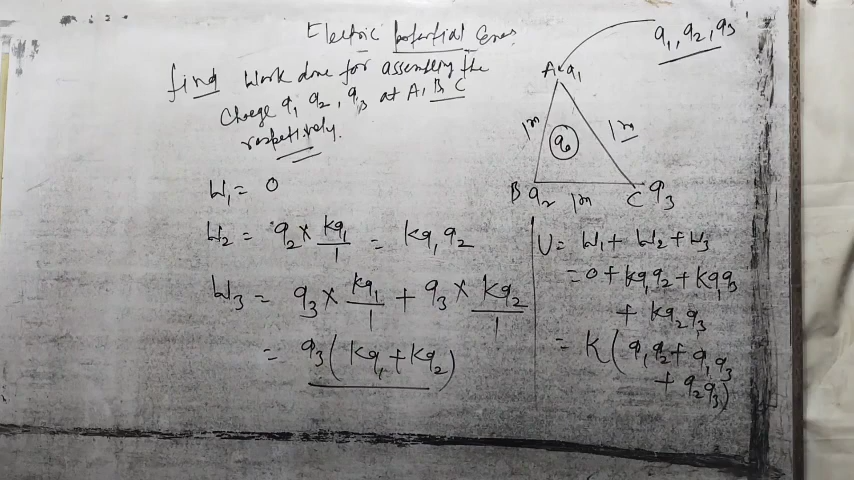 Electric potential Energy
find work done for assembly the
charge q₁ q₂, q₃ at A, B C
respetively.
q₁, q₂, q₃
A q₁
1m
1m
q₀
B q₂
1m
C q₃
W₁ = 0
W₂ = q₂ × kq₁/1 = kq₁q₂
W₃ = q₃ × kq₁/1 + q₃ × kq₂/1
= q₃(kq₁ + kq₂)
U = W₁ + W₂ + W₃
= 0 + kq₁q₂ + kq₁q₃
+ kq₂q₃
= K(q₁q₂ + q₁q₃
+ q₂q₃)